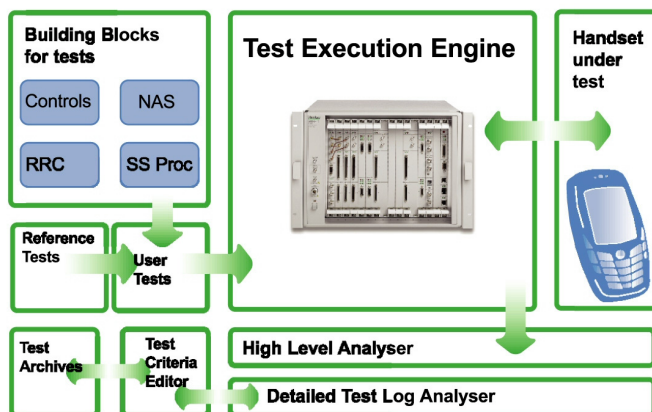 Building Blocks
for tests
Controls
NAS
RRC
SS Proc
Test Execution Engine
Handset
under
test
Reference
Tests
User
Tests
Test
Archives
Test
Criteria
Editor
High Level Analyser
Detailed Test Log Analyser